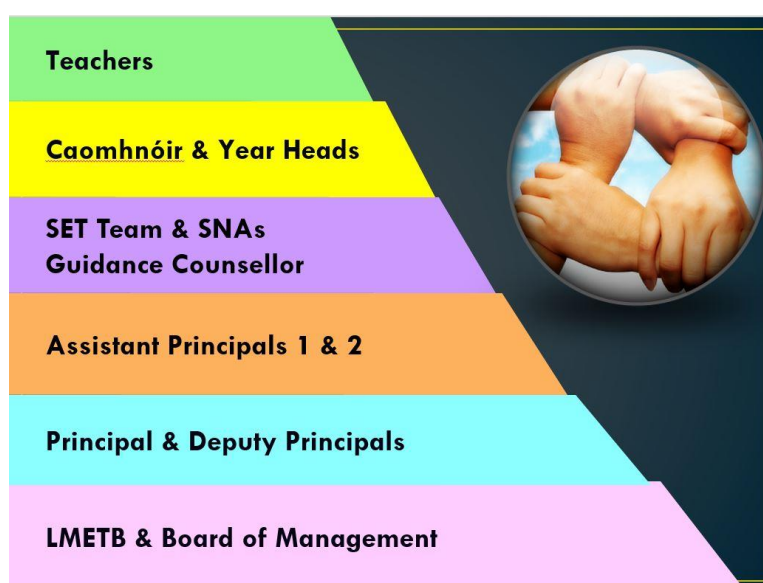 Teachers
Caomhnóir & Year Heads
SET Team & SNAs
Guidance Counsellor
Assistant Principals 1 & 2
Principal & Deputy Principals
LMETB & Board of Management